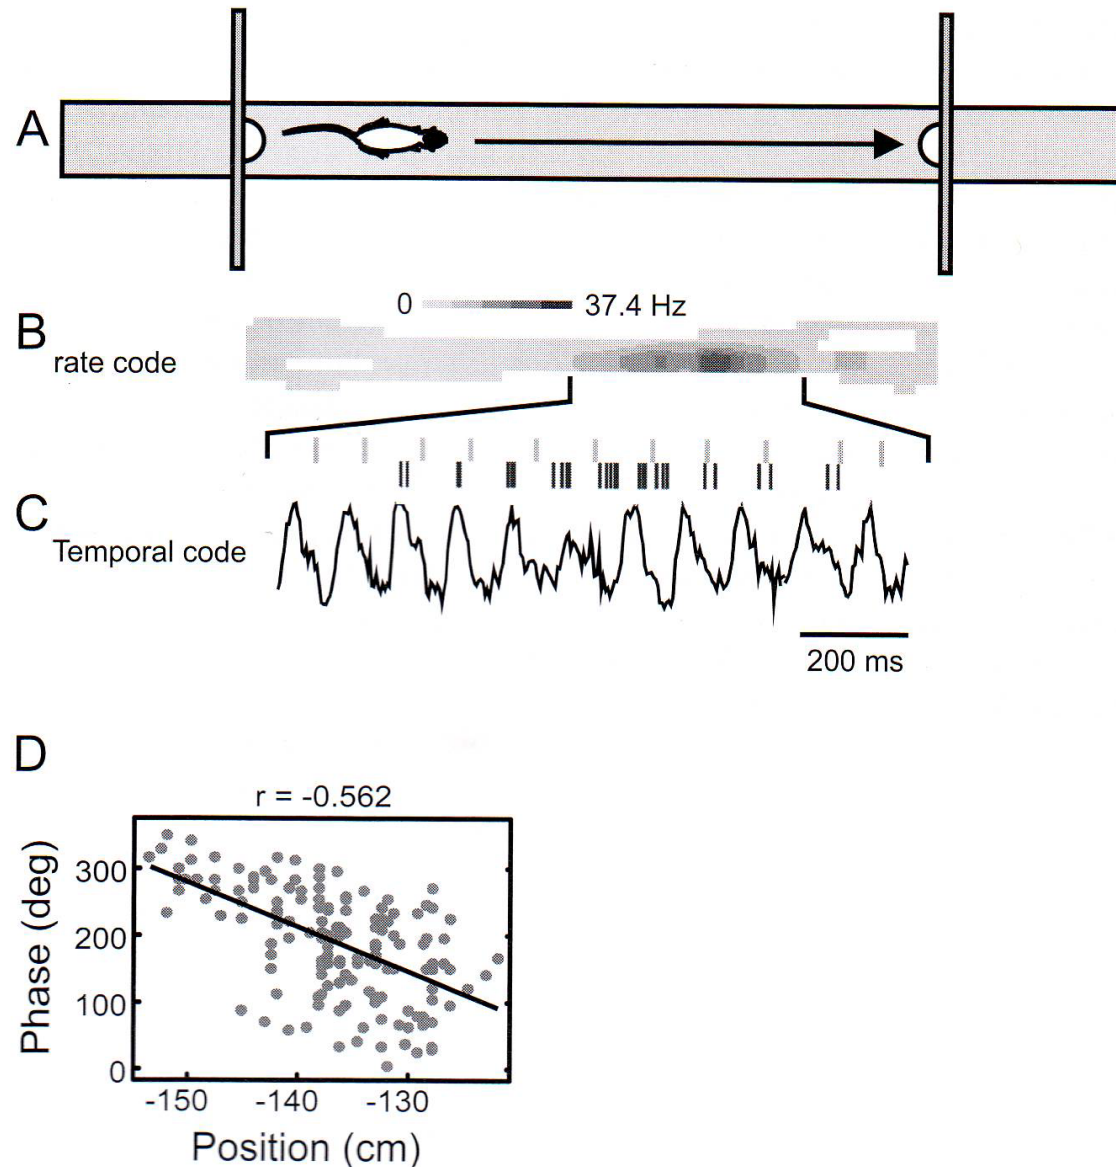 A
0 37.4 Hz
B
rate code
C
Temporal code
200 ms
D
r = -0.562
Phase (deg)
300
200
100
0
-150 -140 -130
Position (cm)